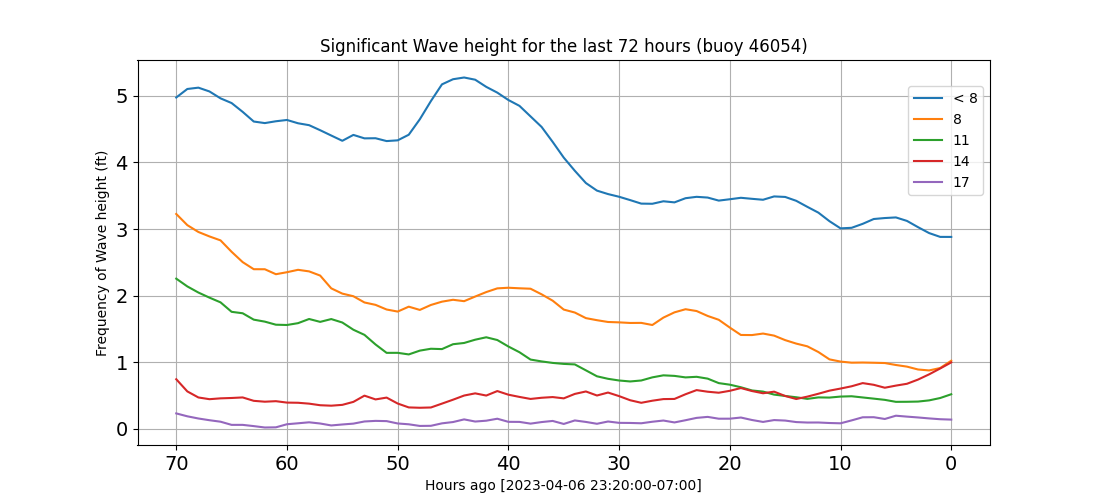 Significant Wave height for the last 72 hours (buoy 46054)
Frequency of Wave height (ft)
5
4
3
2
1
0
< 8
8
11
14
17
70 60 50 40 30 20 10 0
Hours ago [2023-04-06 23:20:00-07:00]